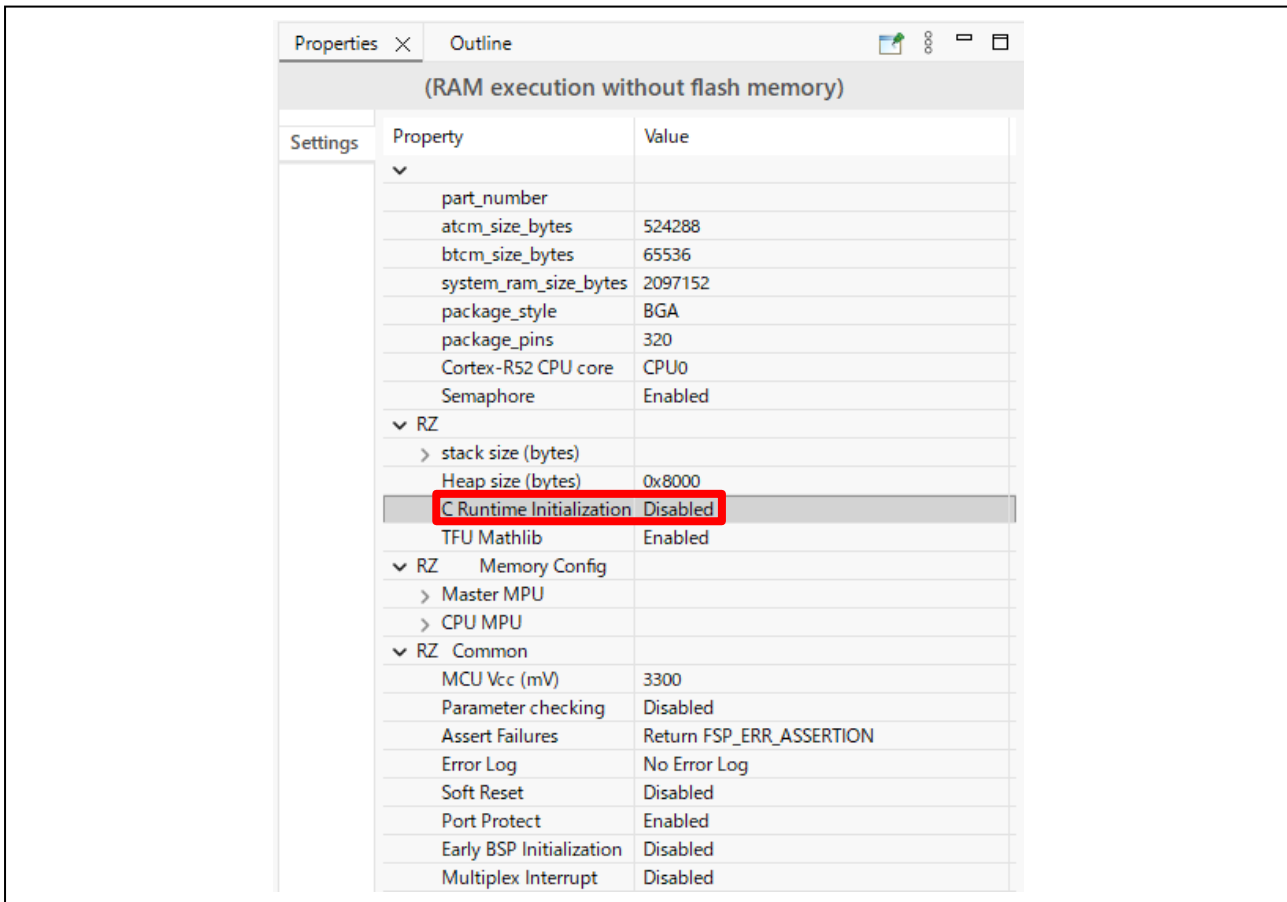 Properties Outline
(RAM execution without flash memory)
Settings Property Value
part_number
atcm_size_bytes 524288
btcm_size_bytes 65536
system_ram_size_bytes 2097152
package_style BGA
package_pins 320
Cortex-R52 CPU core CPU0
Semaphore Enabled
RZ
stack size (bytes)
Heap size (bytes) 0x8000
C Runtime Initialization Disabled
TFU Mathlib Enabled
RZ Memory Config
Master MPU
CPU MPU
RZ Common
MCU Vcc (mV) 3300
Parameter checking Disabled
Assert Failures Return FSP_ERR_ASSERTION
Error Log No Error Log
Soft Reset Disabled
Port Protect Enabled
Early BSP Initialization Disabled
Multiplex Interrupt Disabled